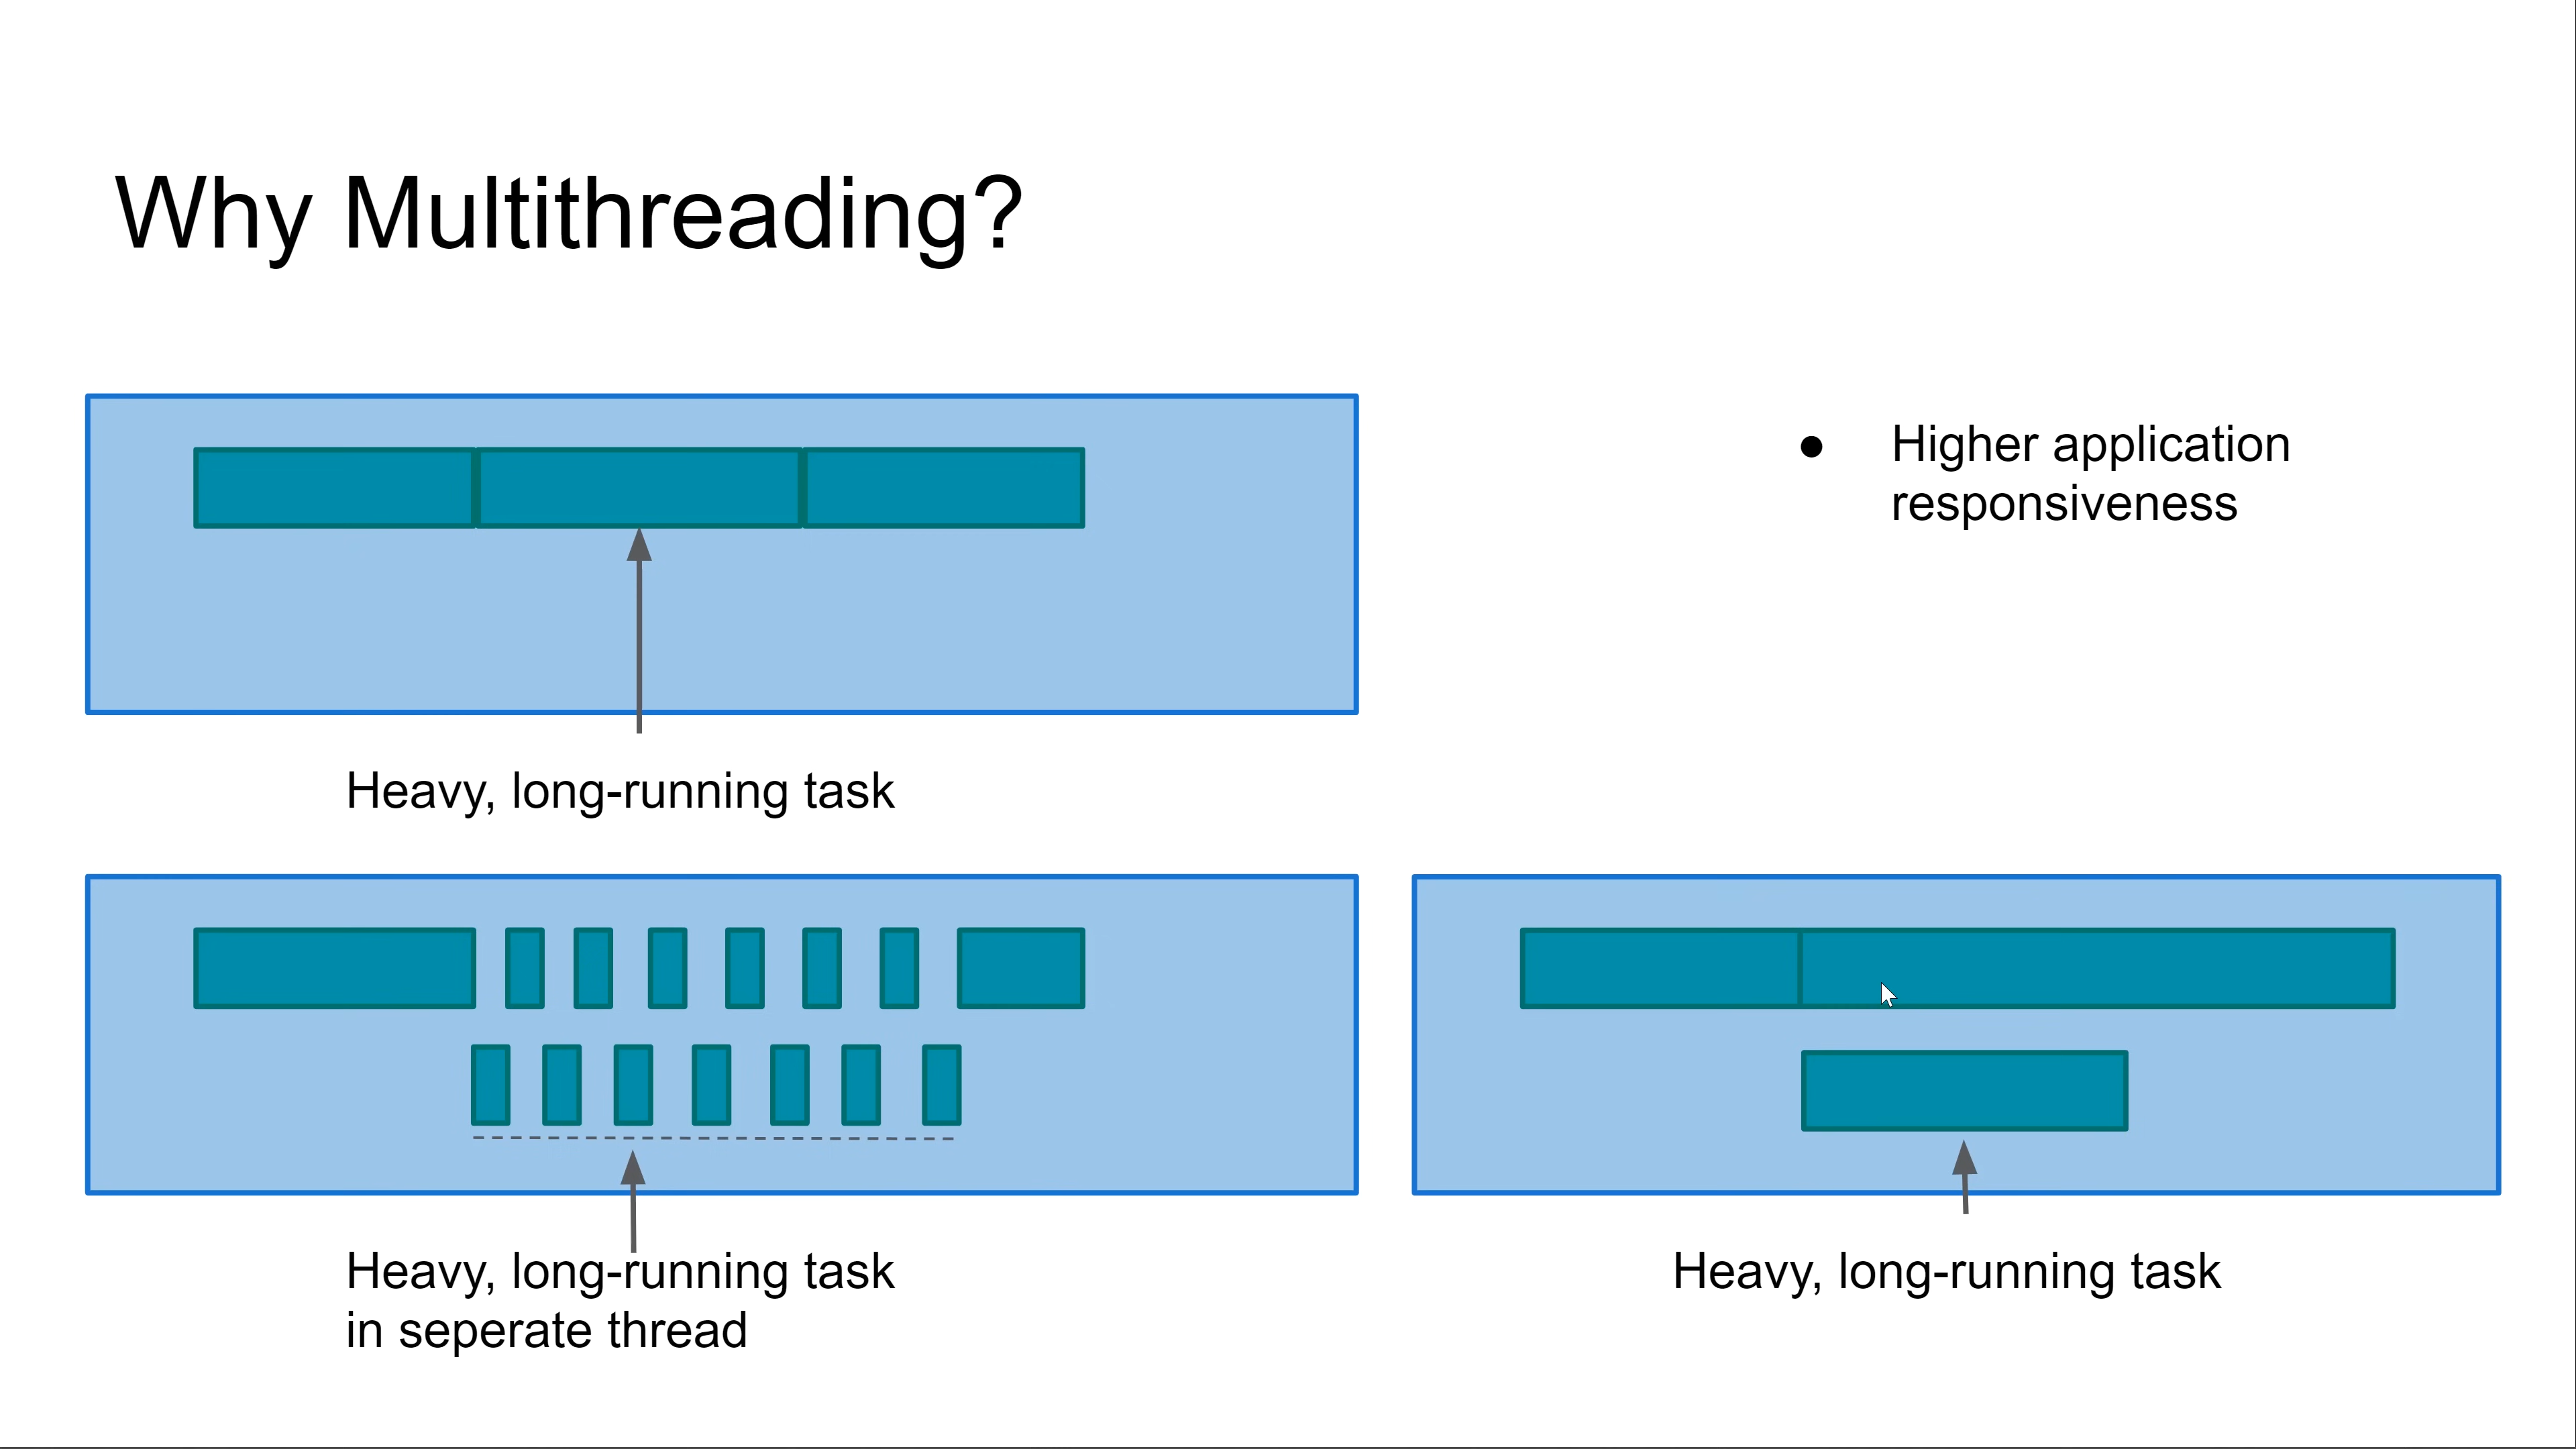 Why Multithreading?
● Higher application
responsiveness
Heavy, long-running task
Heavy, long-running task
in seperate thread
Heavy, long-running task